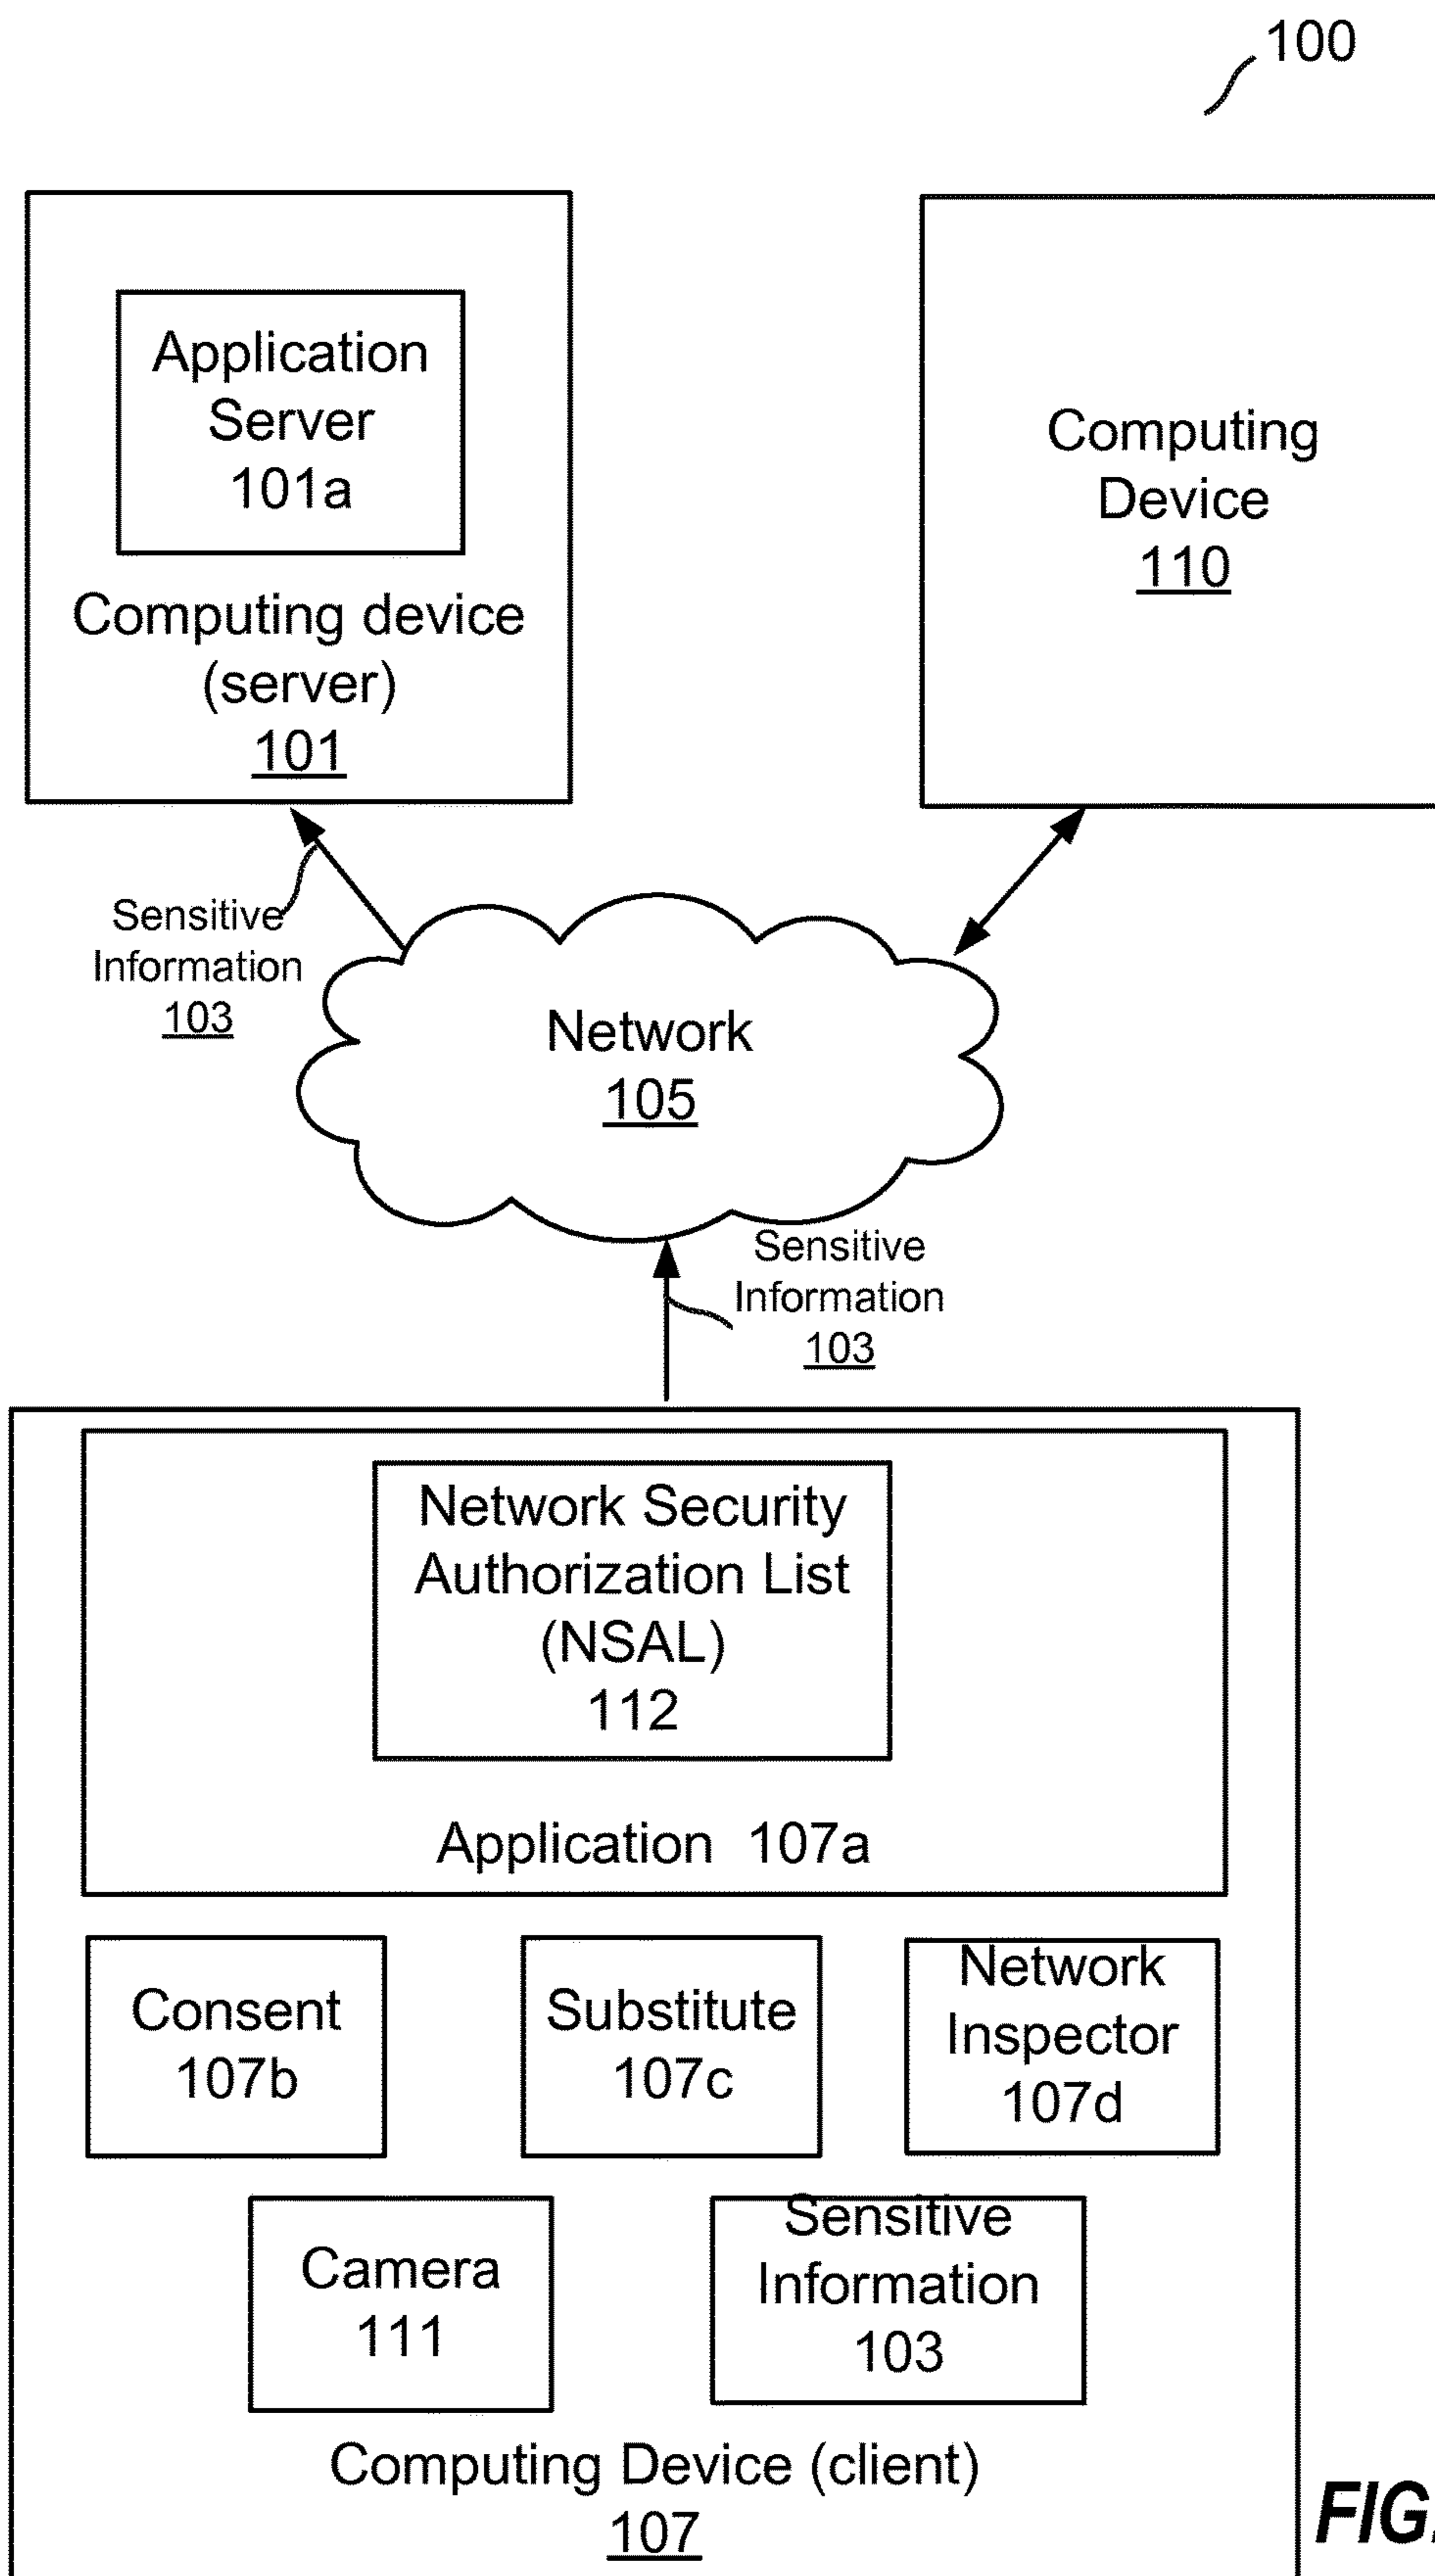 100
Application
Server
101a
Computing device
(server)
101
Computing
Device
110
Sensitive
Information
103
Network
105
Sensitive
Information
103
Network Security
Authorization List
(NSAL)
112
Application 107a
Consent
107b
Substitute
107c
Network
Inspector
107d
Camera
111
Sensitive
Information
103
Computing Device (client)
107
FIG.